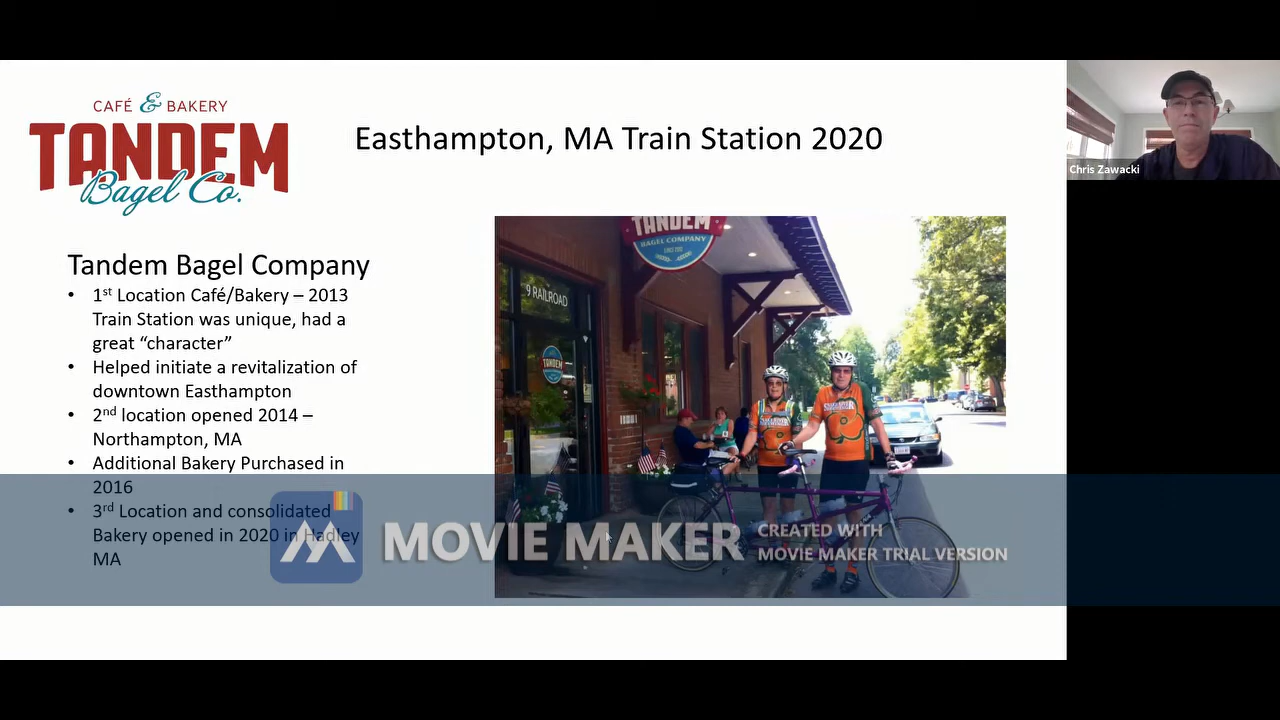 CAFÉ & BAKERY
TANDEM
Bagel Co.
Easthampton, MA Train Station 2020
Chris Zawacki
Tandem Bagel Company
• 1st Location Café/Bakery – 2013
Train Station was unique, had a
great “character”
• Helped initiate a revitalization of
downtown Easthampton
• 2nd location opened 2014 –
Northampton, MA
• Additional Bakery Purchased in
2016
• 3rd Location and consolidated
Bakery opened in 2020 in Hadley
MA
TANDEM
BAGEL COMPANY
9 RAILROAD
TANDEM
MOVIE MAKER
CREATED WITH
MOVIE MAKER TRIAL VERSION